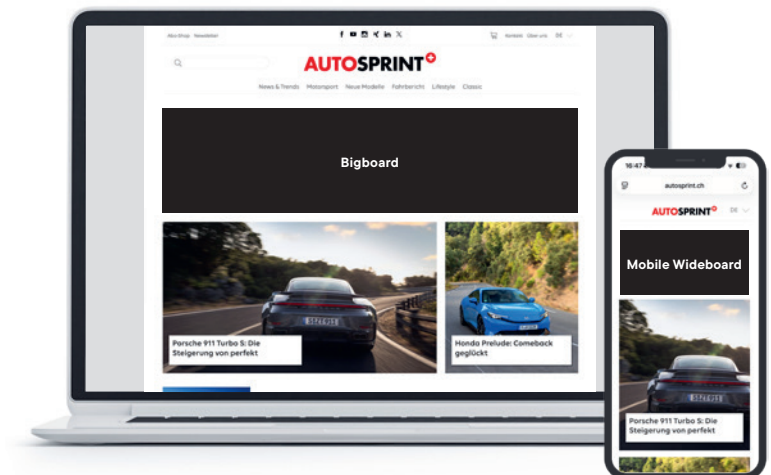 Abo-Shop Newsletter
Kontakt Über uns DE
AUTOSPRINT+
News & Trends Motorsport Neue Modelle Fahrbericht Lifestyle Classic
Bigboard
Porsche 911 Turbo S: Die
Steigerung von perfekt
Honda Prelude: Comeback
geglückt
16:47
autosprint.ch
AUTOSPRINT+ DE
Mobile Wideboard
Porsche 911 Turbo S: Die
Steigerung von perfekt